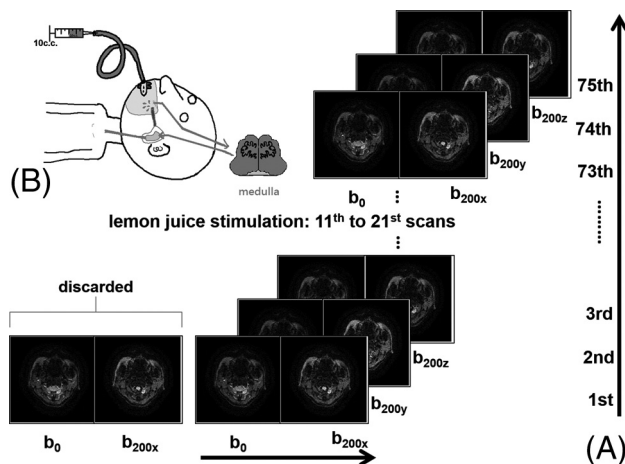 10c.c.
(B)
medulla
75th
74th
73th
b200z
b200y
b0
b200x
lemon juice stimulation: 11th to 21st scans
discarded
3rd
2nd
1st
b200z
b200y
b0
b200x
b0
b200x
(A)